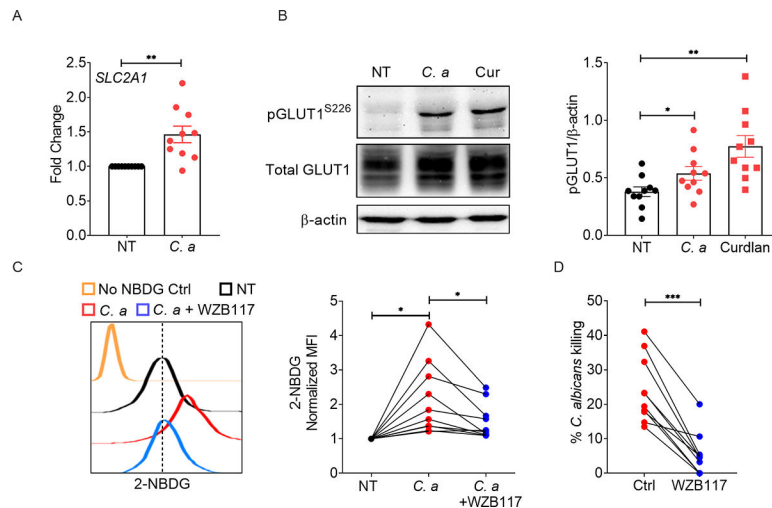 A
**
SLC2A1
Fold Change
2.5
2.0
1.5
1.0
0.5
0.0
NT
C. a
B
NT C. a Cur
pGLUT1S226
Total GLUT1
β-actin
**
*
pGLUT1/β-actin
1.5
1.0
0.5
0.0
NT
C. a
Curdlan
C
No NBDG Ctrl
NT
C. a
C. a + WZB117
2-NBDG
*
*
2-NBDG
Normalized MFI
5
4
3
2
1
0
NT
C. a
C. a
+WZB117
D
***
% C. albicans killing
50
40
30
20
10
0
Ctrl
WZB117